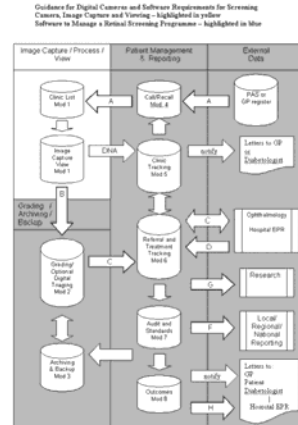 Guidance for Digital Cameras and Software Requirements for Screening
Camera, Image Capture and Viewing – highlighted in yellow
Software to Manage a Retinal Screening Programme – highlighted in blue
Image Capture / Process /
View
Patient Management
& Reporting
External
Data
Clinic List
Mod 1
A
Call/Recall
Mod 4
A
PAS or
GP register
Image
Capture
View
Mod 1
DNA
Clinic
Tracking
Mod 5
notify
Letters to GP
or
Diabetologist
B
Grading /
Archiving /
Backup
C
Ophthalmology
Hospital EPR
Grading/
Optional
Digital
Imaging
Mod 2
C
Referral and
Treatment
Tracking
Mod 6
D
G
Research
Audit and
Standards
Mod 7
F
Local/
Regional/
National
Reporting
Archiving
& Backup
Mod 3
Outcomes
Mod 8
notify
Letters to
GP
Patient
Diabetologist
H
Hospital EPR